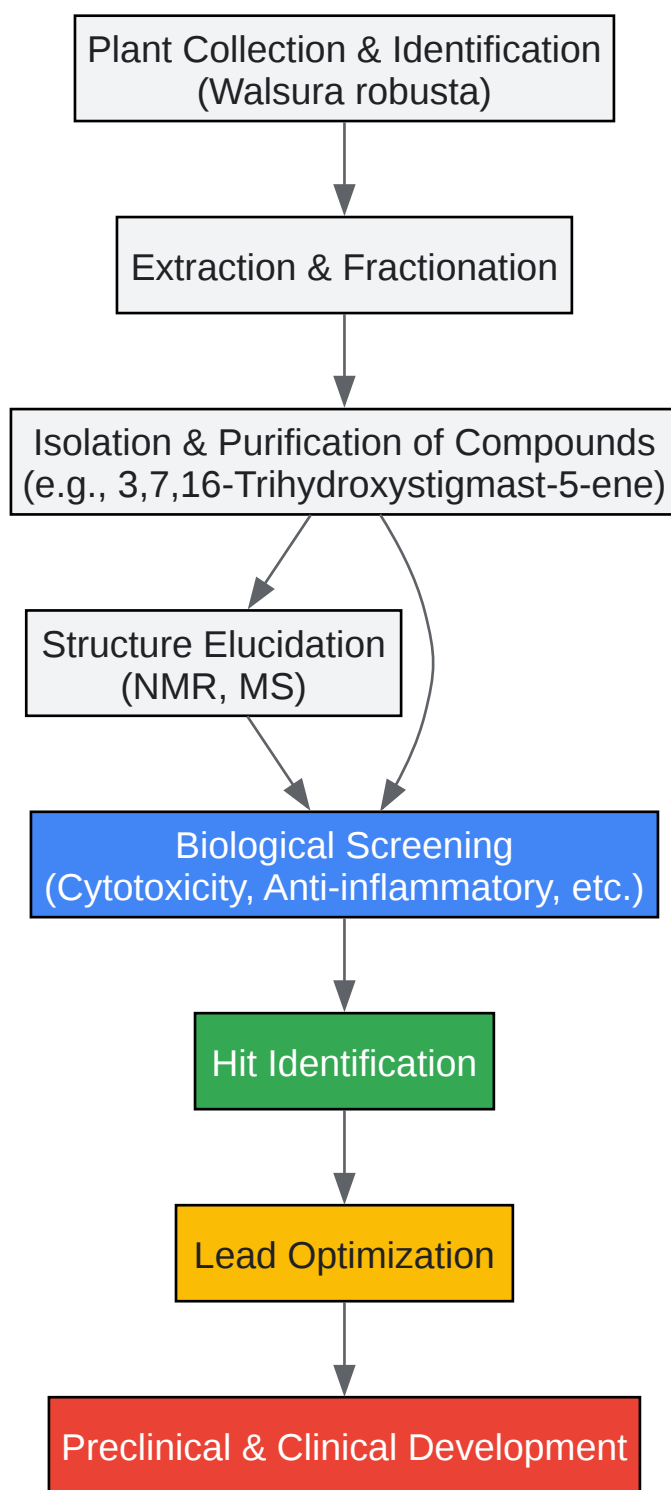 Plant Collection & Identification
(Walsura robusta)
Extraction & Fractionation
Isolation & Purification of Compounds
(e.g., 3,7,16-Trihydroxystigmast-5-ene)
Structure Elucidation
(NMR, MS)
Biological Screening
(Cytotoxicity, Anti-inflammatory, etc.)
Hit Identification
Lead Optimization
Preclinical & Clinical Development